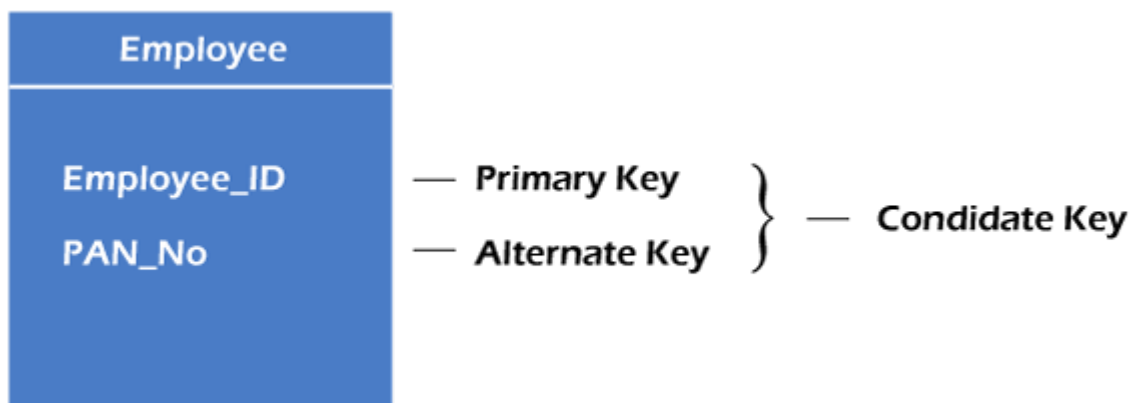 Employee
Employee_ID — Primary Key
PAN_No — Alternate Key
— Condidate Key